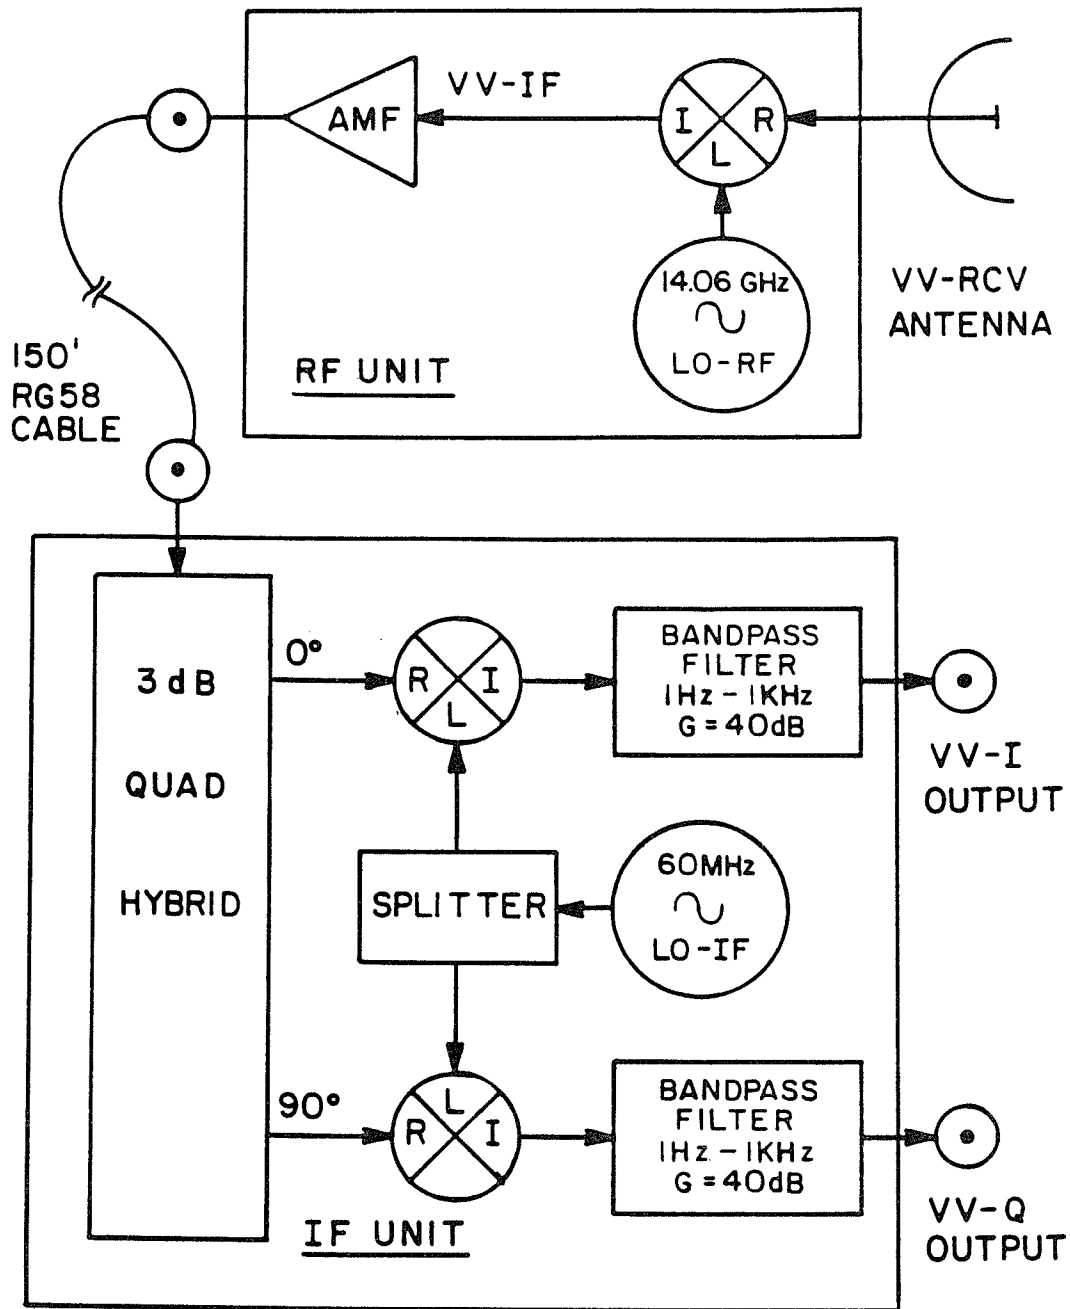 VV-IF
AMF
I
R
L
14.06 GHz
LO-RF
RF UNIT
VV-RCV
ANTENNA
150'
RG58
CABLE
3dB
QUAD
HYBRID
0°
R
I
L
BANDPASS
FILTER
1Hz - 1KHz
G = 40dB
VV-I
OUTPUT
SPLITTER
60MHz
LO-IF
90°
L
R
I
BANDPASS
FILTER
1Hz - 1KHz
G = 40dB
VV-Q
OUTPUT
IF UNIT